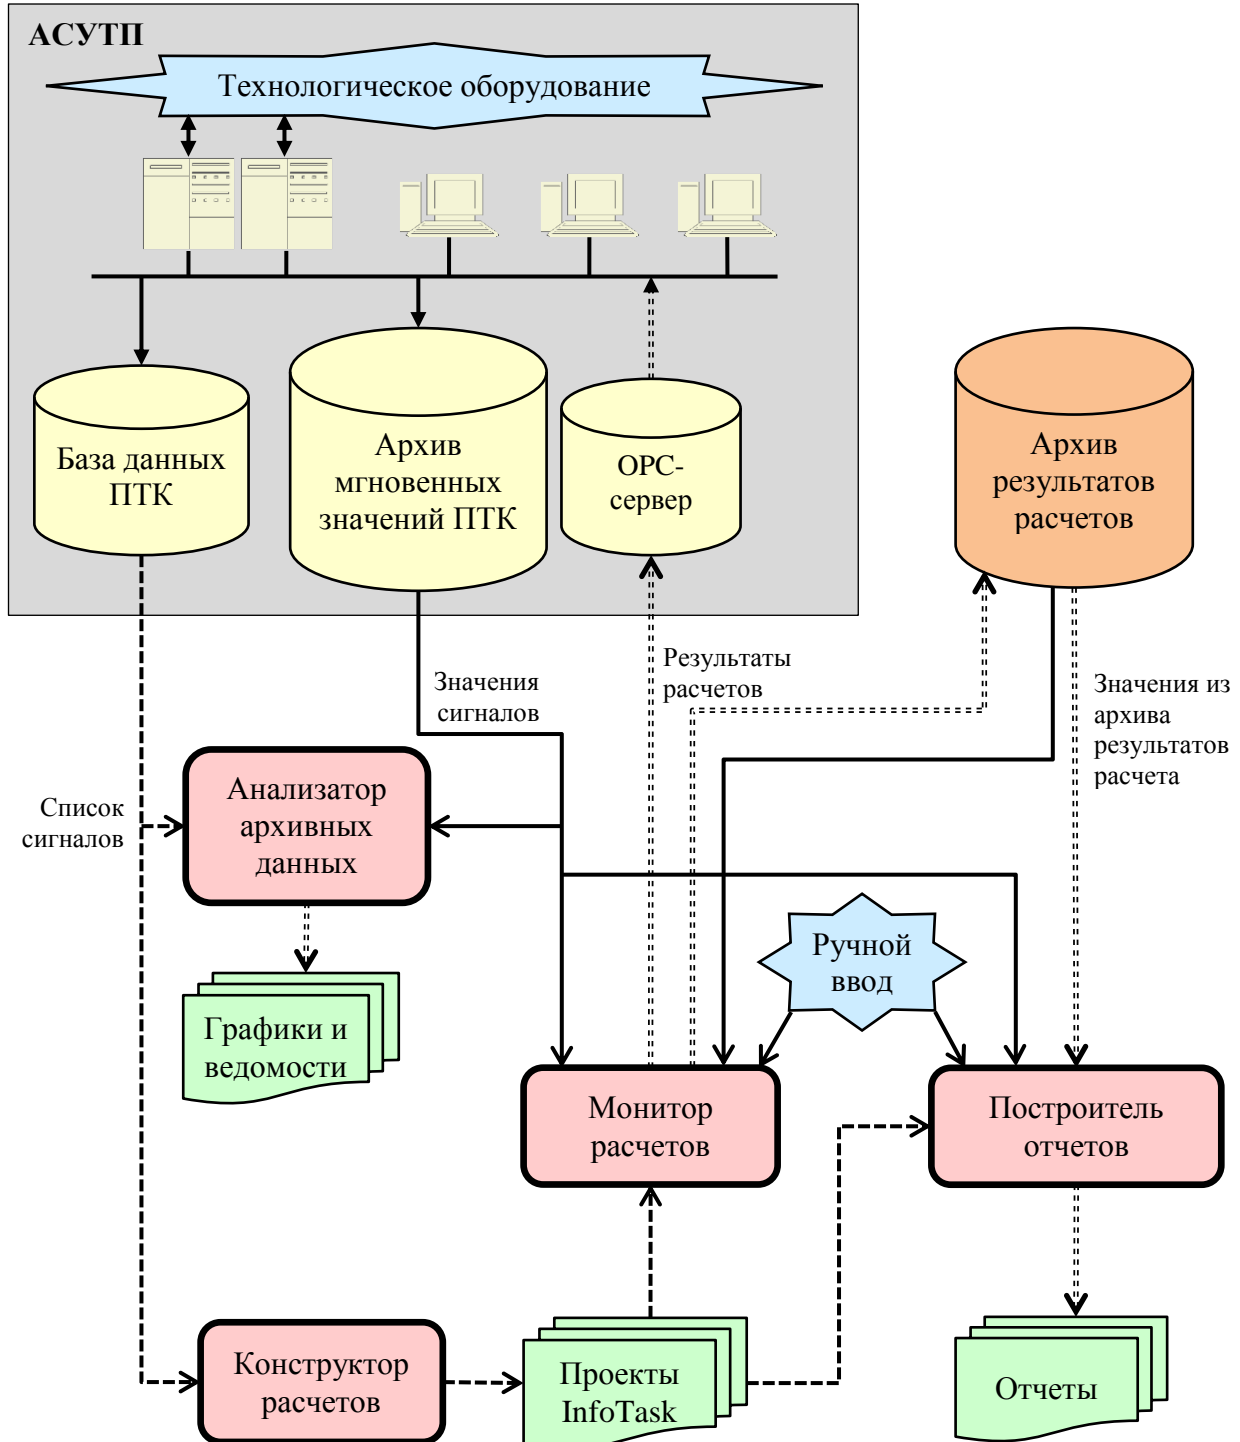 АСУТП
Технологическое оборудование
База данных
ПТК
Архив
мгновенных
значений ПТК
OPC-
сервер
Архив
результатов
расчетов
Значения
сигналов
Результаты
расчетов
Значения из
архива
результатов
расчета
Список
сигналов
Анализатор
архивных
данных
Ручной
ввод
Графики и
ведомости
Монитор
расчетов
Построитель
отчетов
Конструктор
расчетов
Проекты
InfoTask
Отчеты